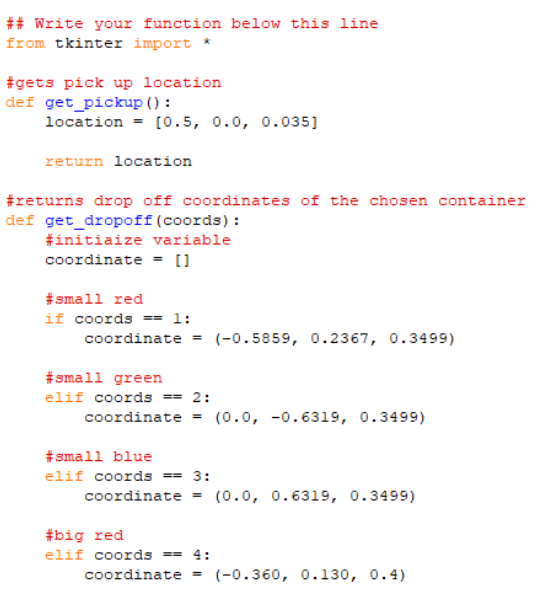 ## Write your function below this line
from tkinter import *
#gets pick up location
def get_pickup():
location = [0.5, 0.0, 0.035]
return location
#returns drop off coordinates of the chosen container
def get_dropoff(coords):
#initiaize variable
coordinate = []
#small red
if coords == 1:
coordinate = (-0.5859, 0.2367, 0.3499)
#small green
elif coords == 2:
coordinate = (0.0, -0.6319, 0.3499)
#small blue
elif coords == 3:
coordinate = (0.0, 0.6319, 0.3499)
#big red
elif coords == 4:
coordinate = (-0.360, 0.130, 0.4)